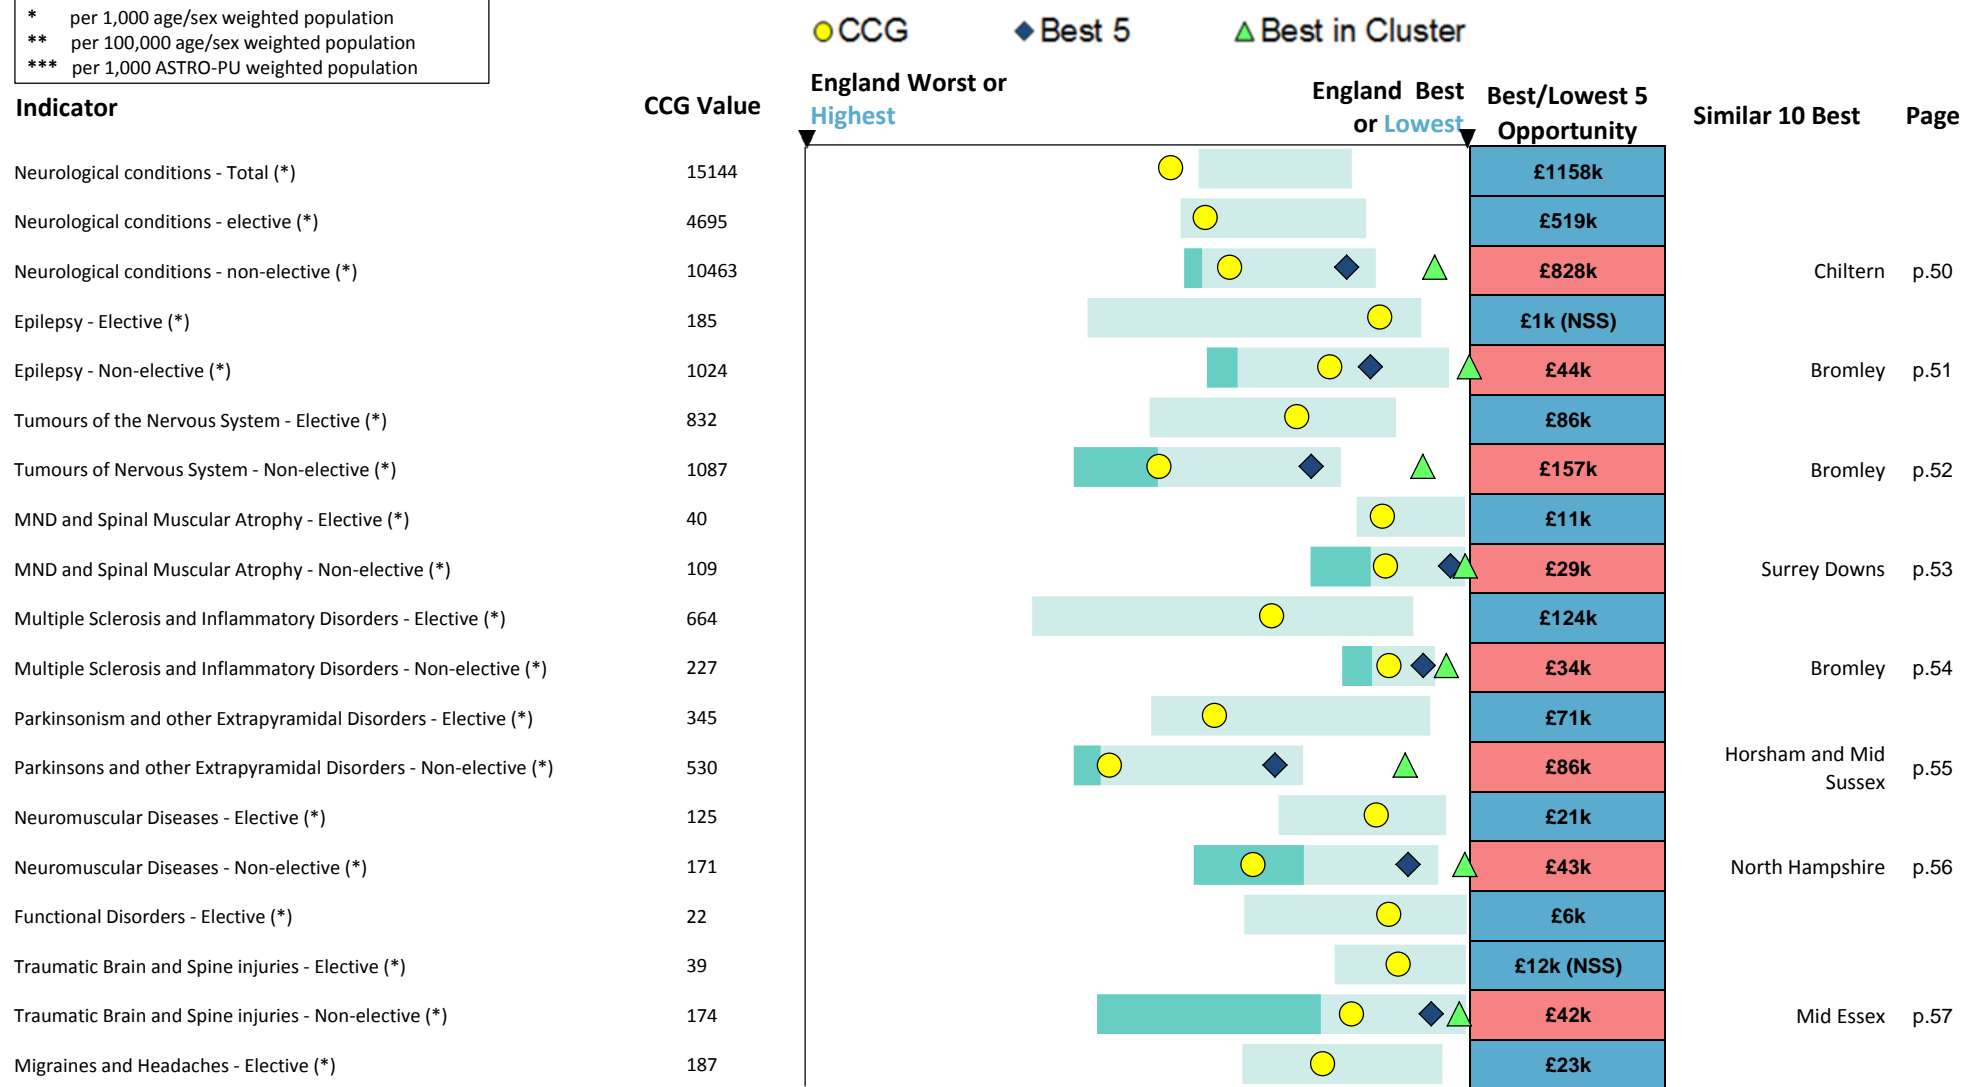 * per 1,000 age/sex weighted population
** per 100,000 age/sex weighted population
*** per 1,000 ASTRO-PU weighted population
CCG Best 5 Best in Cluster
Indicator CCG Value England Worst or Highest England Best or Lowest Best/Lowest 5 Opportunity Similar 10 Best Page
Neurological conditions - Total (*) 15144 £1158k
Neurological conditions - elective (*) 4695 £519k
Neurological conditions - non-elective (*) 10463 £828k Chiltern p.50
Epilepsy - Elective (*) 185 £1k (NSS)
Epilepsy - Non-elective (*) 1024 £44k Bromley p.51
Tumours of the Nervous System - Elective (*) 832 £86k
Tumours of Nervous System - Non-elective (*) 1087 £157k Bromley p.52
MND and Spinal Muscular Atrophy - Elective (*) 40 £11k
MND and Spinal Muscular Atrophy - Non-elective (*) 109 £29k Surrey Downs p.53
Multiple Sclerosis and Inflammatory Disorders - Elective (*) 664 £124k
Multiple Sclerosis and Inflammatory Disorders - Non-elective (*) 227 £34k Bromley p.54
Parkinsonism and other Extrapyramidal Disorders - Elective (*) 345 £71k
Parkinsons and other Extrapyramidal Disorders - Non-elective (*) 530 £86k Horsham and Mid Sussex p.55
Neuromuscular Diseases - Elective (*) 125 £21k
Neuromuscular Diseases - Non-elective (*) 171 £43k North Hampshire p.56
Functional Disorders - Elective (*) 22 £6k
Traumatic Brain and Spine injuries - Elective (*) 39 £12k (NSS)
Traumatic Brain and Spine injuries - Non-elective (*) 174 £42k Mid Essex p.57
Migraines and Headaches - Elective (*) 187 £23k